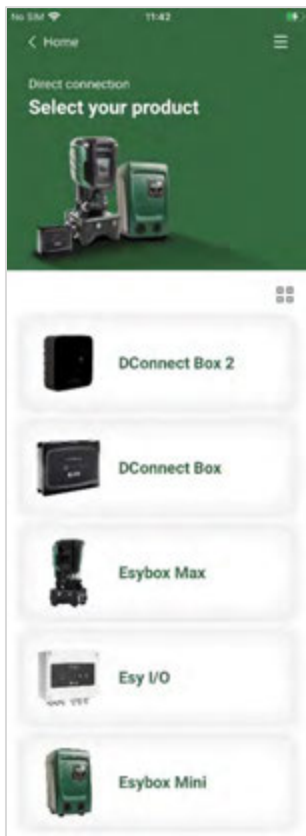 No SIM 11:42
< Home
Direct connection
Select your product
DConnect Box 2
DConnect Box
Esybox Max
Esy I/O
Esybox Mini